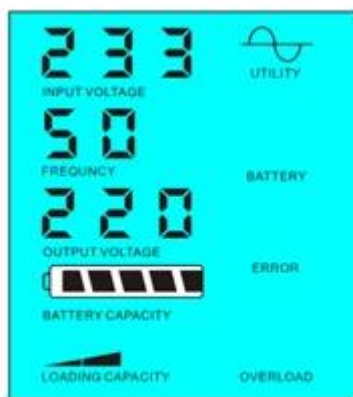 233
INPUT VOLTAGE
UTILITY
50
FREQUNCY
BATTERY
220
OUTPUT VOLTAGE
ERROR
BATTERY CAPACITY
LOADING CAPACITY
OVERLOAD